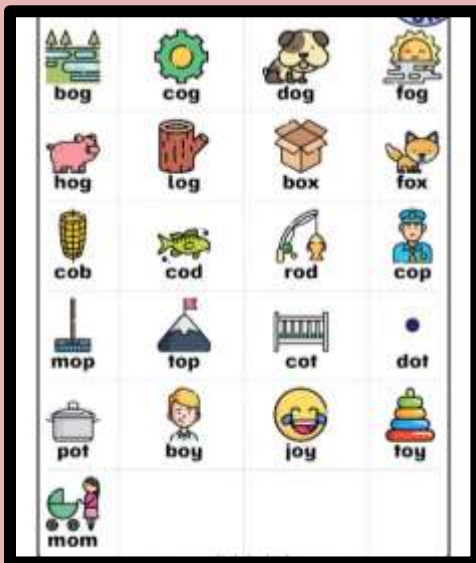 bog cog dog fog
hog log box fox
cob cod rod cop
mop top cot dot
pot boy joy toy
mom